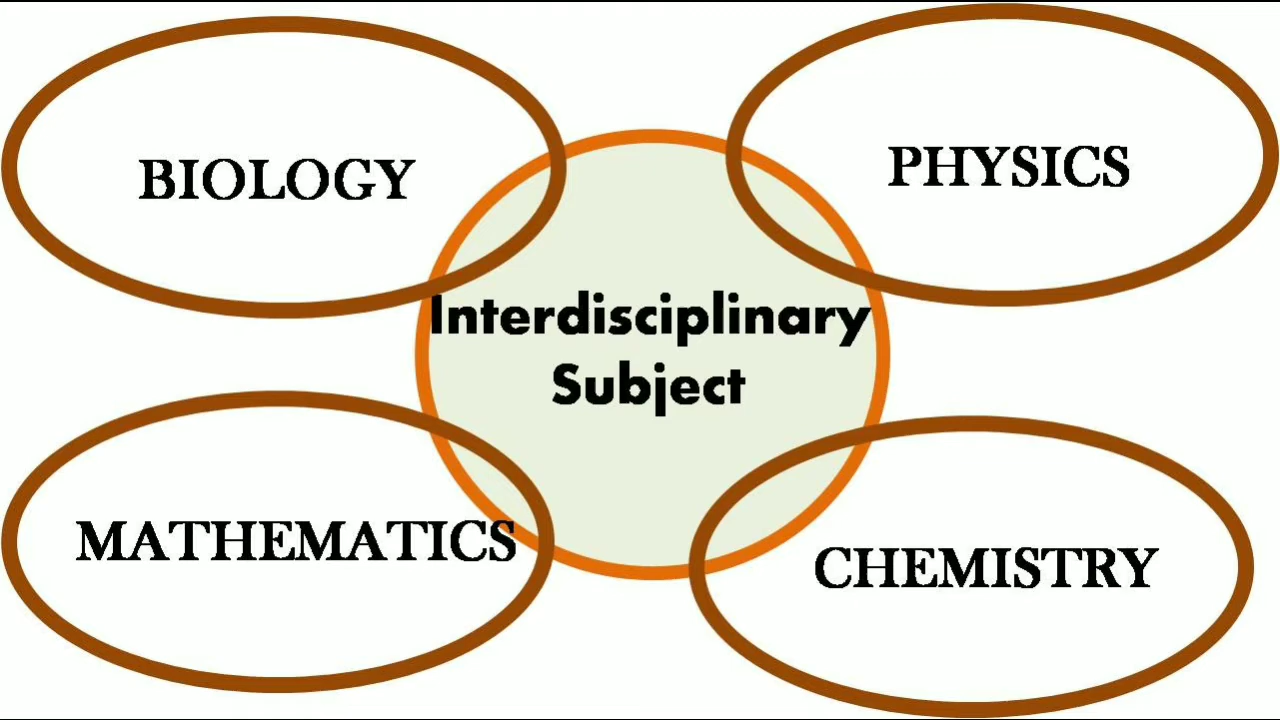 BIOLOGY
PHYSICS
Interdisciplinary
Subject
MATHEMATICS
CHEMISTRY